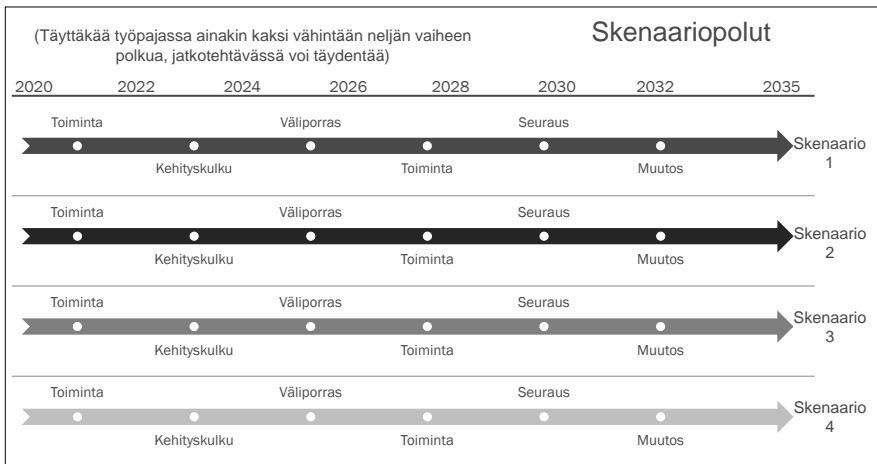 Skenaariopolut
(Täyttäkää työpajassa ainakin kaksi vähintään neljän vaiheen
polkua, jatkotehtävässä voi täydentää)
2020 2022 2024 2026 2028 2030 2032 2035
Toiminta Väliporras Seuraus
Skenaario
1
Kehityskulku Toiminta Muutos
Toiminta Väliporras Seuraus
Skenaario
2
Kehityskulku Toiminta Muutos
Toiminta Väliporras Seuraus
Skenaario
3
Kehityskulku Toiminta Muutos
Toiminta Väliporras Seuraus
Skenaario
4
Kehityskulku Toiminta Muutos